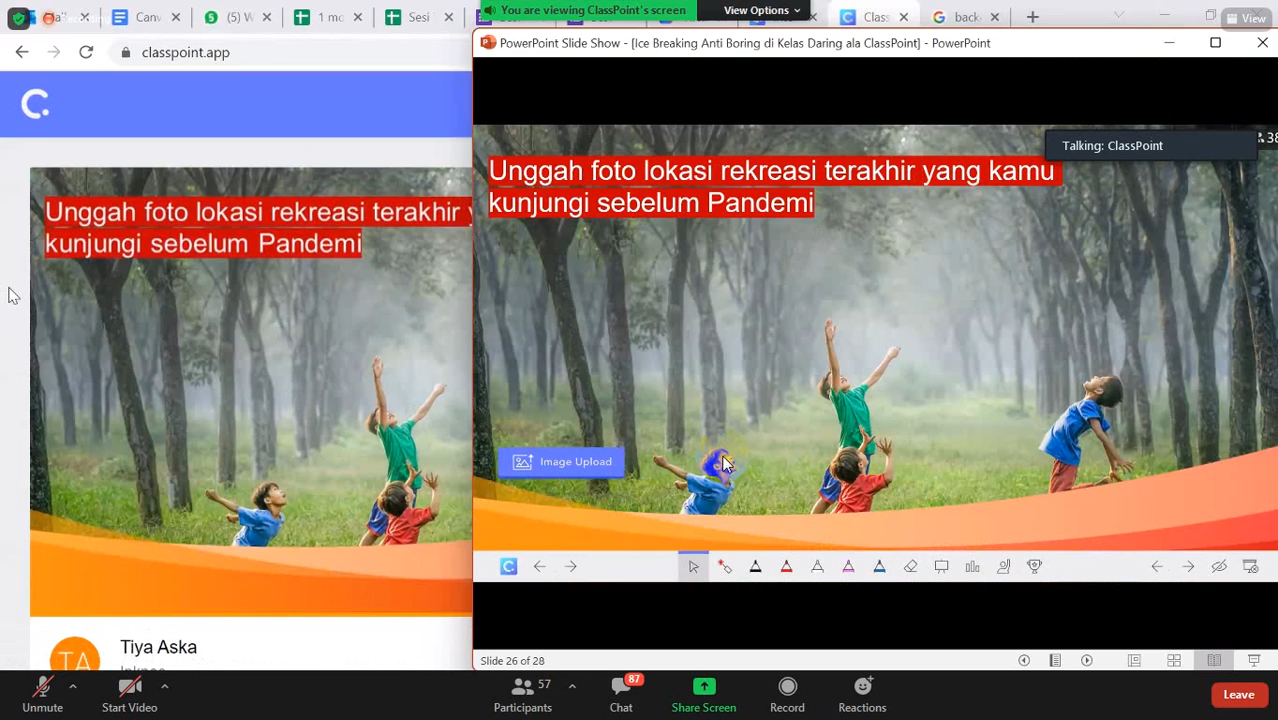 You are viewing ClassPoint's screen
View Options
Canv
(5) W
1 mo
Sesi
Class
back
View
classpoint.app
PowerPoint Slide Show - [Ice Breaking Anti Boring di Kelas Daring ala ClassPoint] - PowerPoint
Talking: ClassPoint
38
Unggah foto lokasi rekreasi terakhir yang kamu
kunjungi sebelum Pandemi
Unggah foto lokasi rekreasi terakhir y
kunjungi sebelum Pandemi
Image Upload
TA
Tiya Aska
Slide 26 of 28
57
87
Unmute
Start Video
Participants
Chat
Share Screen
Record
Reactions
Leave